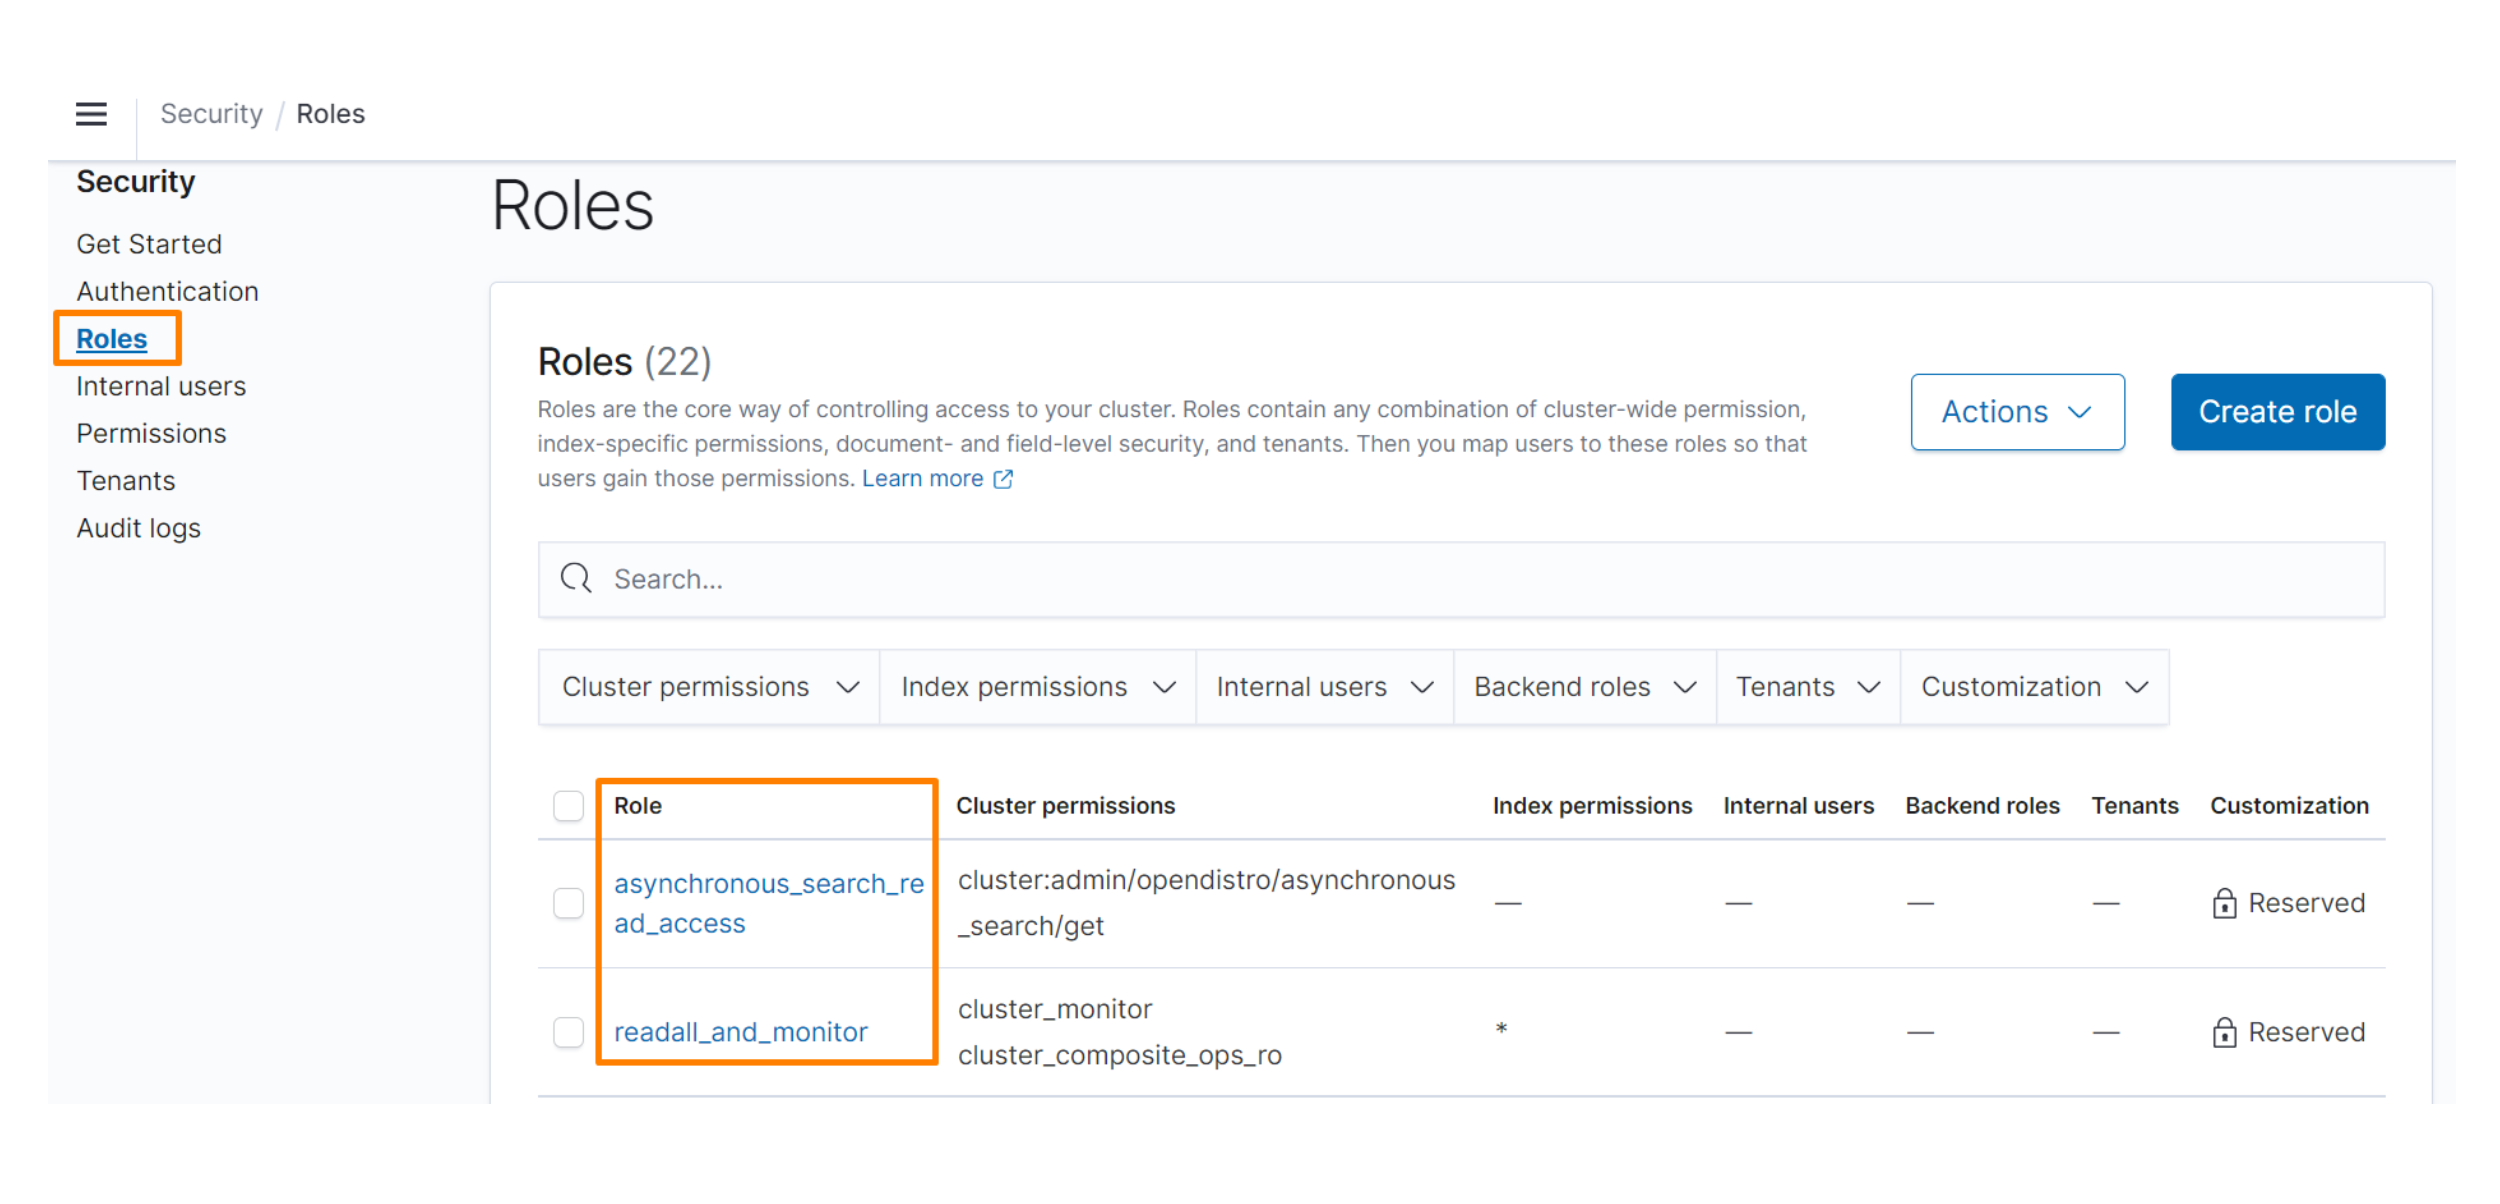 Security / Roles
Security
Get Started
Authentication
Roles
Internal users
Permissions
Tenants
Audit logs
Roles
Roles (22)
Roles are the core way of controlling access to your cluster. Roles contain any combination of cluster-wide permission,
index-specific permissions, document- and field-level security, and tenants. Then you map users to these roles so that
users gain those permissions. Learn more
Actions
Create role
Search...
Cluster permissions Index permissions Internal users Backend roles Tenants Customization
Role Cluster permissions Index permissions Internal users Backend roles Tenants Customization
asynchronous_search_re
ad_access
cluster:admin/opendistro/asynchronous
_search/get
— — — — Reserved
readall_and_monitor
cluster_monitor
cluster_composite_ops_ro
* — — — Reserved